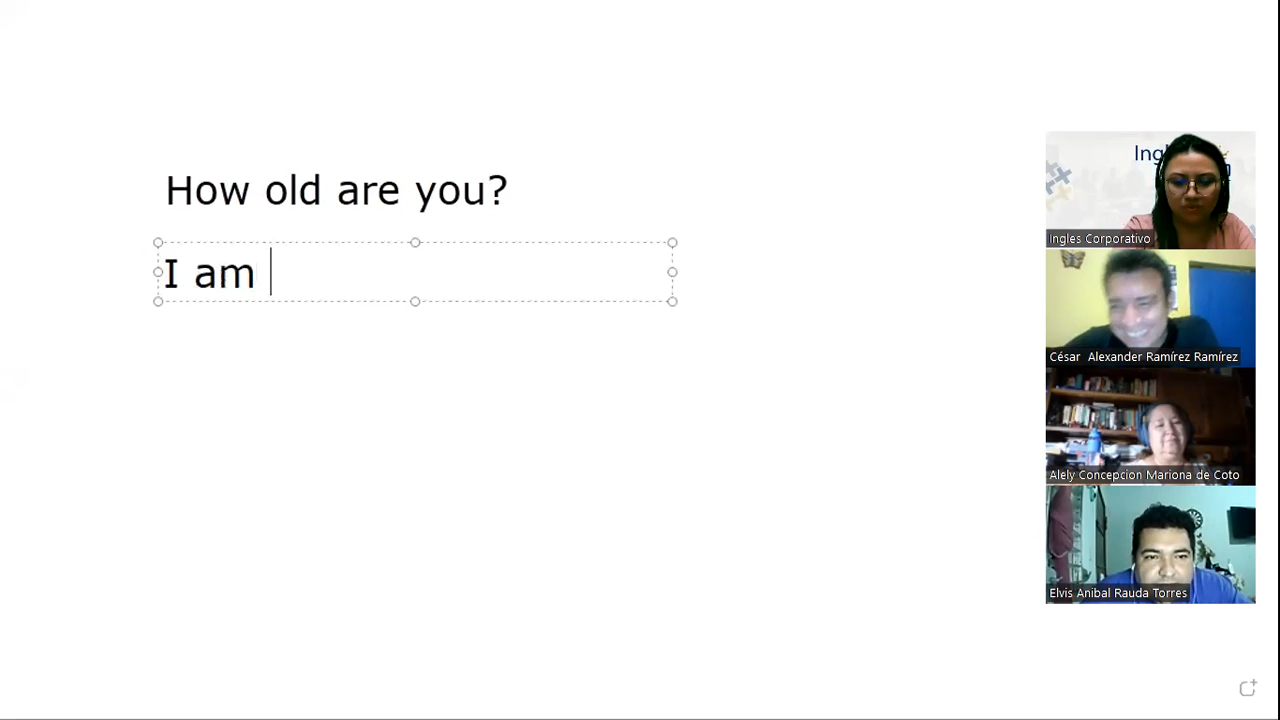 How old are you?
I am
Ingles Corporativo
César Alexander Ramírez Ramírez
Alely Concepcion Mariona de Coto
Elvis Anibal Rauda Torres